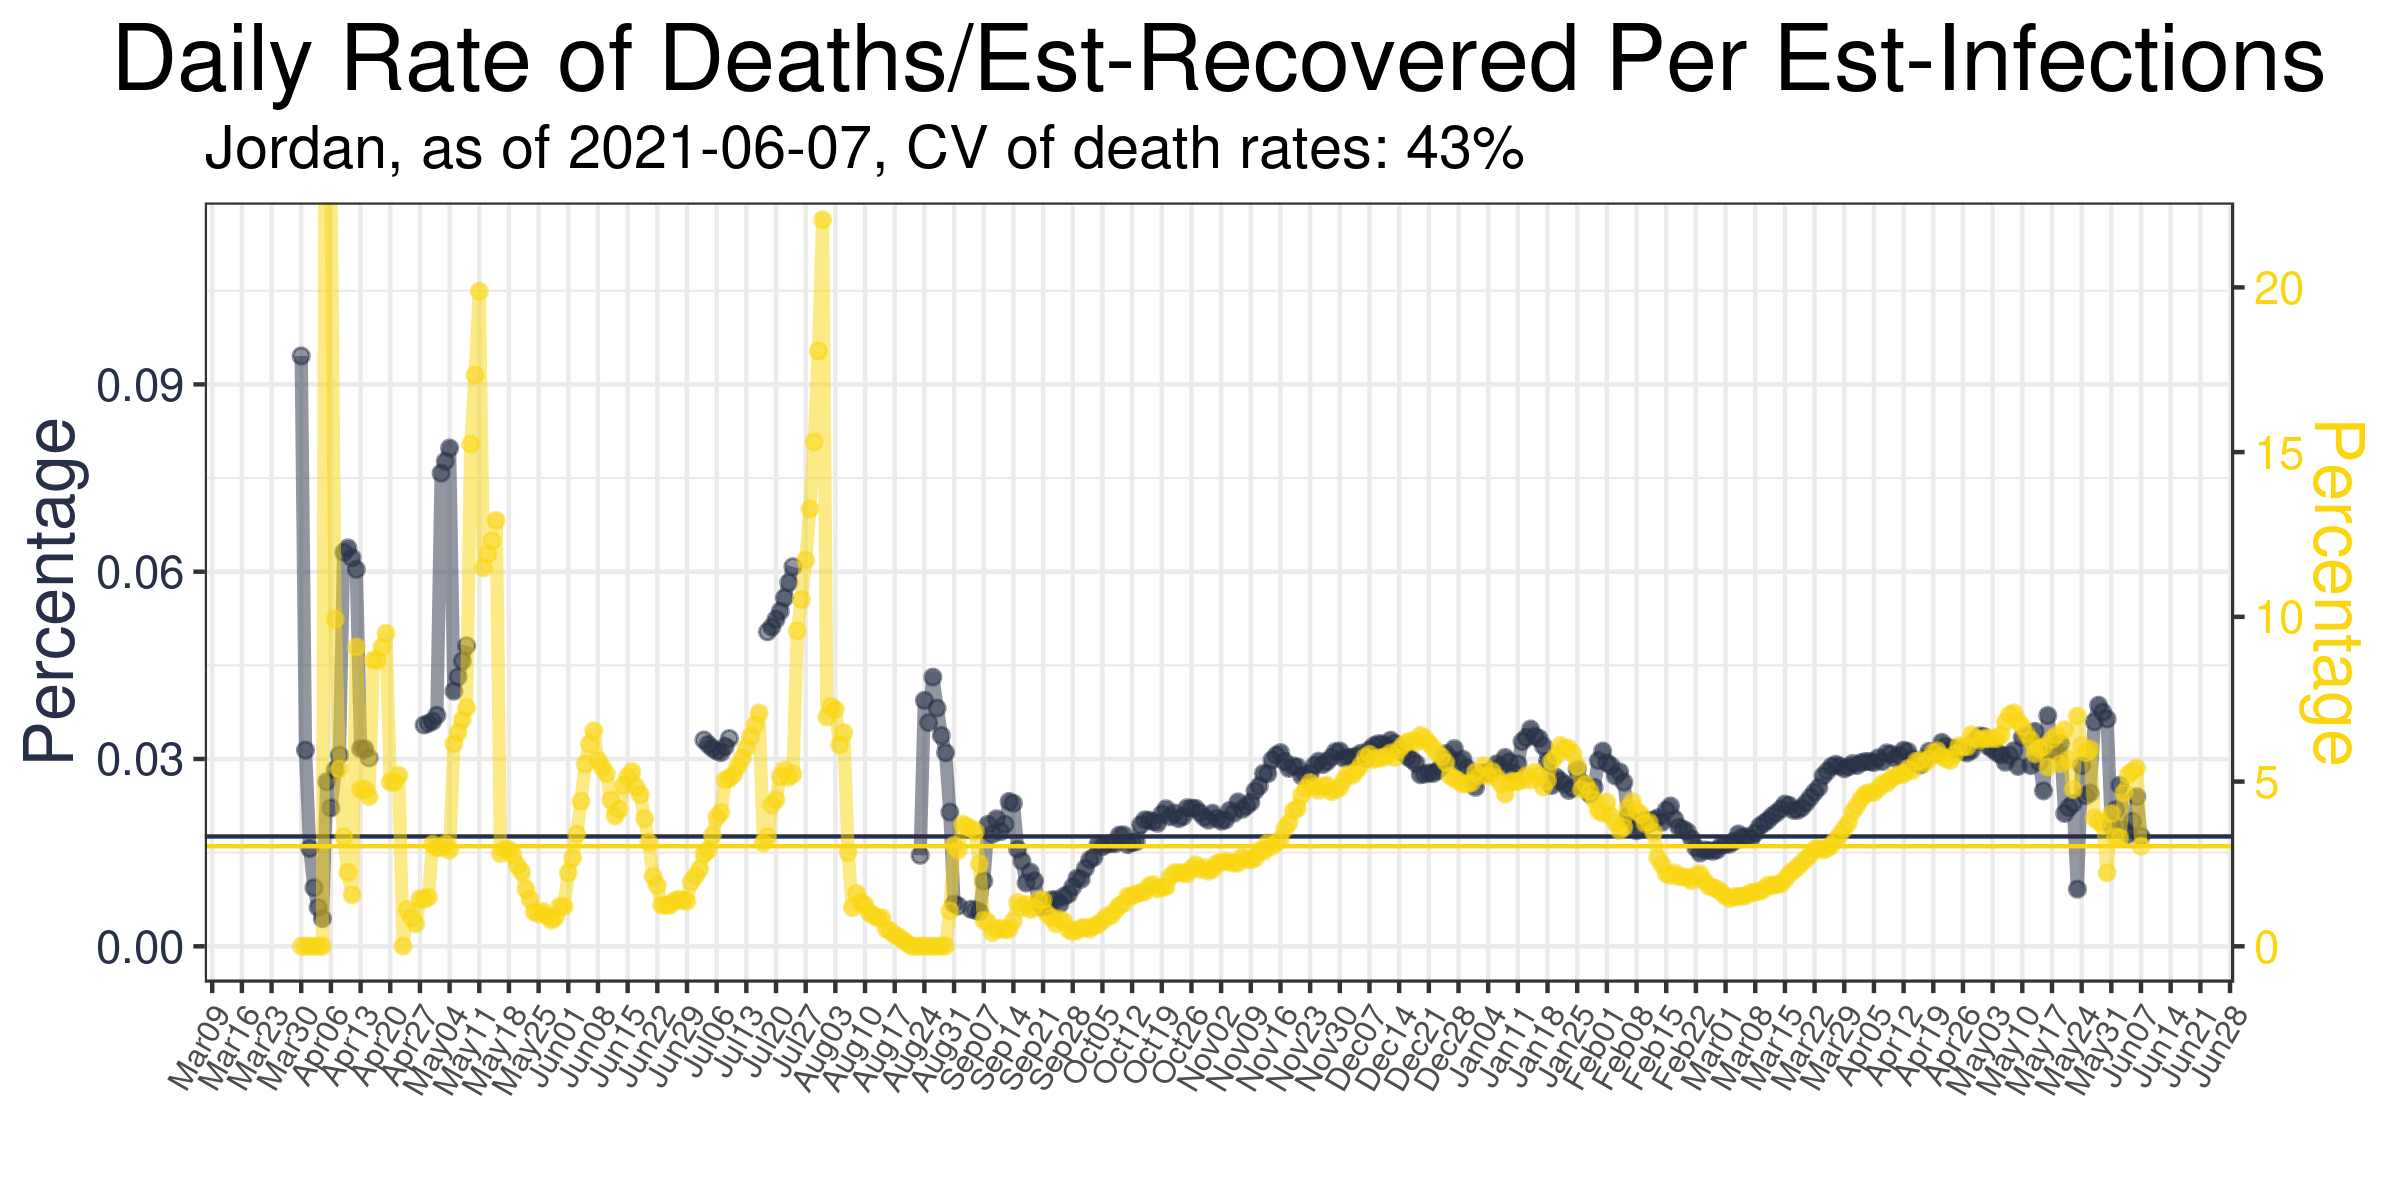 Daily Rate of Deaths/Est-Recovered Per Est-Infections
Jordan, as of 2021-06-07, CV of death rates: 43%
Percentage
0.09
0.06
0.03
0.00
20
15
10
5
0
Percentage
Mar09
Mar16
Mar23
Mar30
Apr06
Apr13
Apr20
Apr27
May04
May11
May18
May25
Jun01
Jun08
Jun15
Jun22
Jun29
Jul06
Jul13
Jul20
Jul27
Aug03
Aug10
Aug17
Aug24
Aug31
Sep07
Sep14
Sep21
Sep28
Oct05
Oct12
Oct19
Oct26
Nov02
Nov09
Nov16
Nov23
Nov30
Dec07
Dec14
Dec21
Dec28
Jan04
Jan11
Jan18
Jan25
Feb01
Feb08
Feb15
Feb22
Mar01
Mar08
Mar15
Mar22
Mar29
Apr05
Apr12
Apr19
Apr26
May03
May10
May17
May24
May31
Jun07
Jun14
Jun21
Jun28